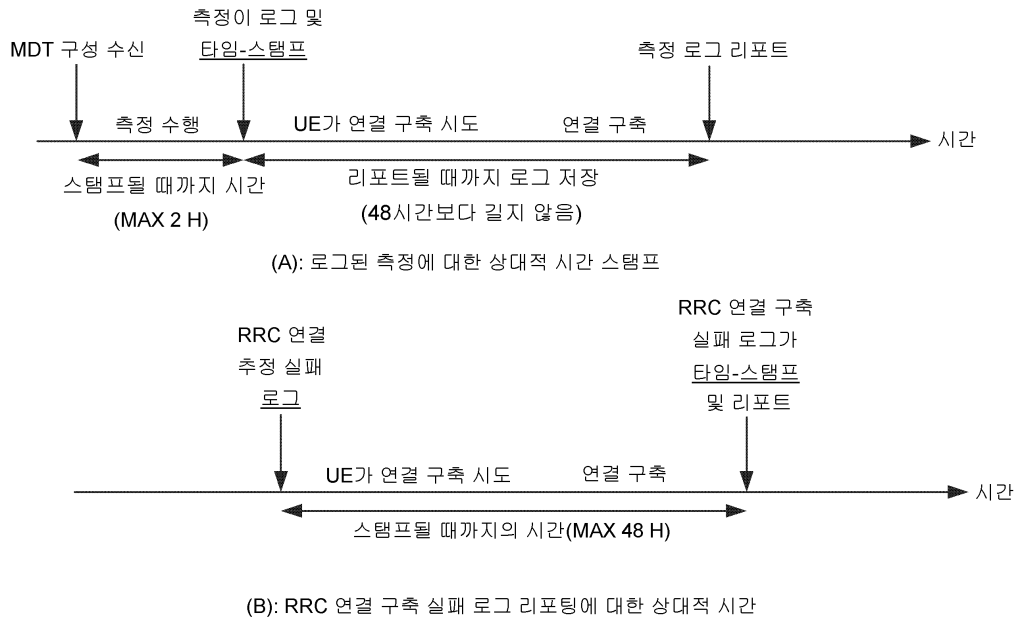 측정이 로그 및
타임-스탬프
MDT 구성 수신
측정 로그 리포트
측정 수행
UE가 연결 구축 시도
연결 구축
시간
스탬프될 때까지 시간
(MAX 2 H)
리포트될 때까지 로그 저장
(48시간보다 길지 않음)
(A): 로그된 측정에 대한 상대적 시간 스탬프
RRC 연결
추정 실패
로그
RRC 연결 구축
실패 로그가
타임-스탬프
및 리포트
UE가 연결 구축 시도
연결 구축
시간
스탬프될 때까지의 시간(MAX 48 H)
(B): RRC 연결 구축 실패 로그 리포팅에 대한 상대적 시간